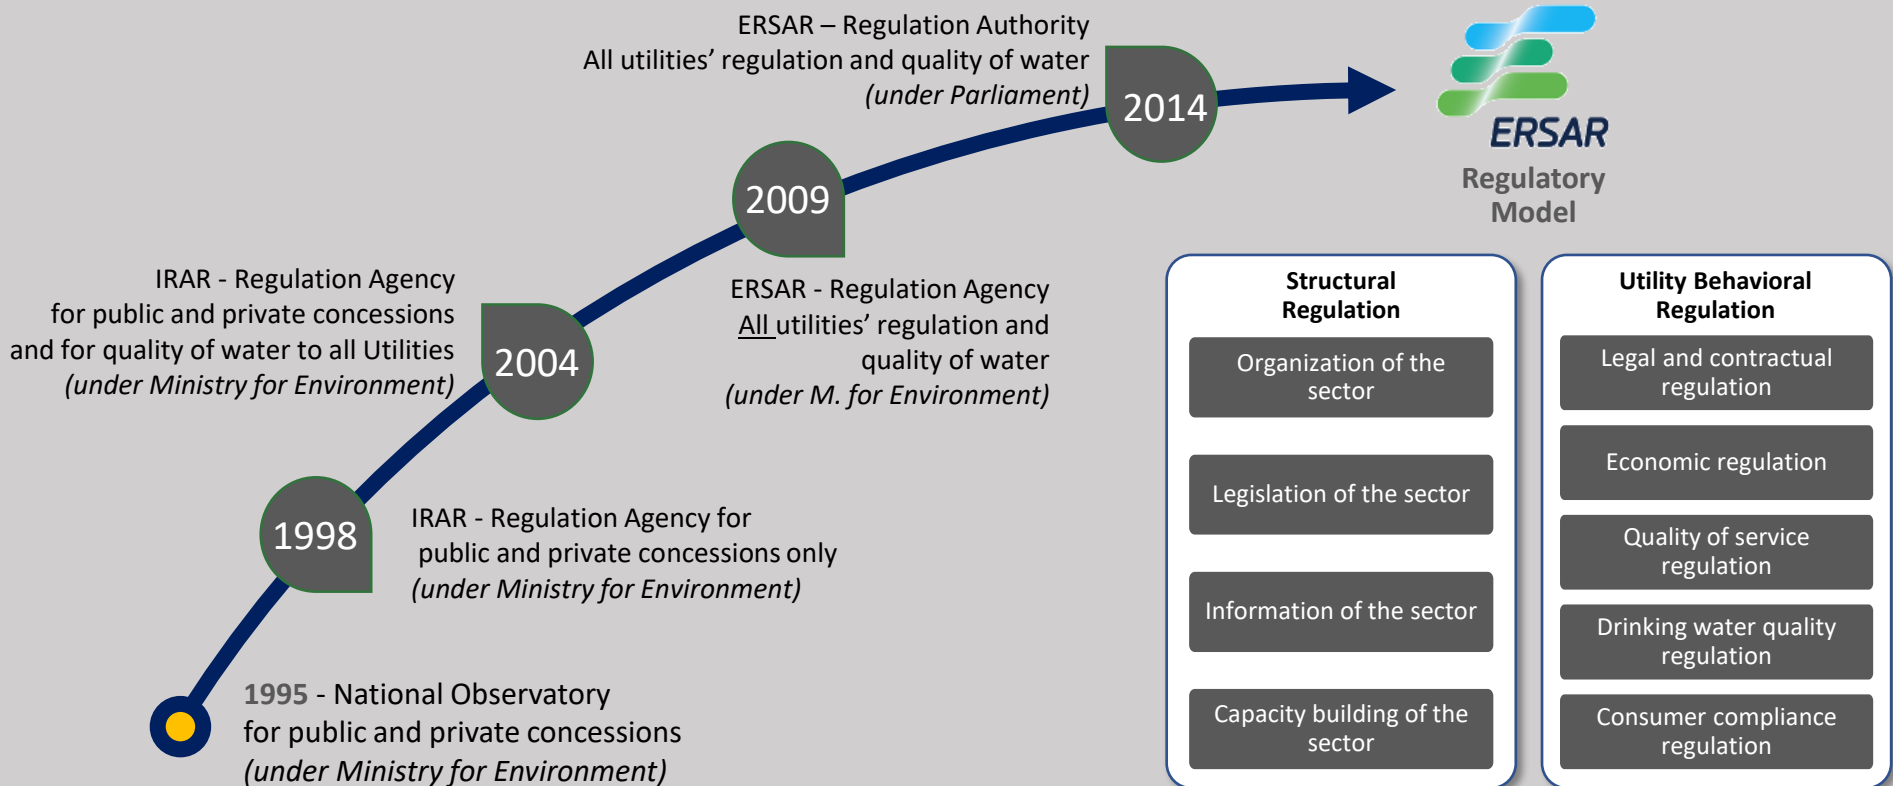 ERSAR – Regulation Authority
All utilities’ regulation and quality of water
(under Parliament)
2014
ERSAR
Regulatory
Model
2009
ERSAR - Regulation Agency
All utilities’ regulation and
quality of water
(under M. for Environment)
IRAR - Regulation Agency
for public and private concessions
and for quality of water to all Utilities
(under Ministry for Environment)
2004
1998
IRAR - Regulation Agency for
public and private concessions only
(under Ministry for Environment)
1995 - National Observatory
for public and private concessions
(under Ministry for Environment)
Structural
Regulation
Organization of the
sector
Legislation of the sector
Information of the sector
Capacity building of the
sector
Utility Behavioral
Regulation
Legal and contractual
regulation
Economic regulation
Quality of service
regulation
Drinking water quality
regulation
Consumer compliance
regulation